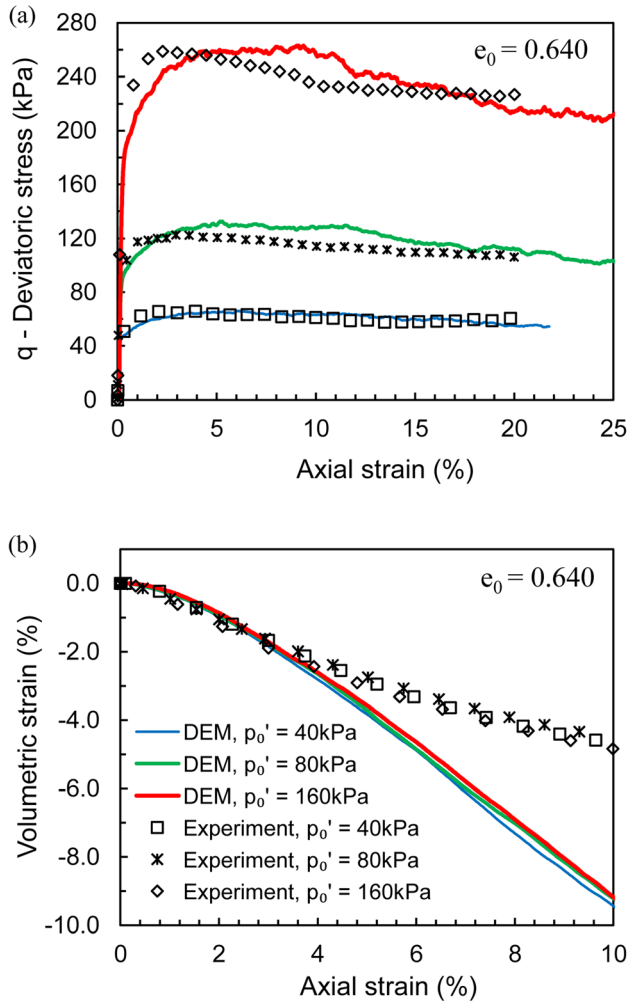 (a)
280
240
200
160
120
80
40
0
e₀ = 0.640
q - Deviatoric stress (kPa)
0 5 10 15 20 25
Axial strain (%)
(b)
e₀ = 0.640
0.0
-2.0
-4.0
-6.0
-8.0
-10.0
Volumetric strain (%)
DEM, p₀' = 40kPa
DEM, p₀' = 80kPa
DEM, p₀' = 160kPa
Experiment, p₀' = 40kPa
Experiment, p₀' = 80kPa
Experiment, p₀' = 160kPa
0 2 4 6 8 10
Axial strain (%)